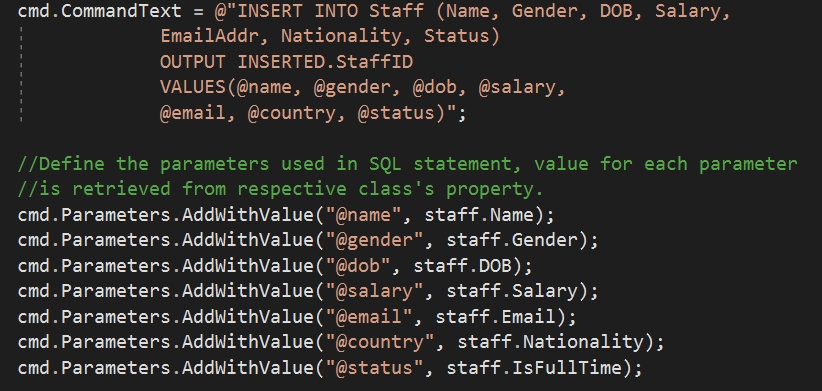 cmd.CommandText = @"INSERT INTO Staff (Name, Gender, DOB, Salary,
EmailAddr, Nationality, Status)
OUTPUT INSERTED.StaffID
VALUES(@name, @gender, @dob, @salary,
@email, @country, @status)";
//Define the parameters used in SQL statement, value for each parameter
//is retrieved from respective class's property.
cmd.Parameters.AddWithValue("@name", staff.Name);
cmd.Parameters.AddWithValue("@gender", staff.Gender);
cmd.Parameters.AddWithValue("@dob", staff.DOB);
cmd.Parameters.AddWithValue("@salary", staff.Salary);
cmd.Parameters.AddWithValue("@email", staff.Email);
cmd.Parameters.AddWithValue("@country", staff.Nationality);
cmd.Parameters.AddWithValue("@status", staff.IsFullTime);